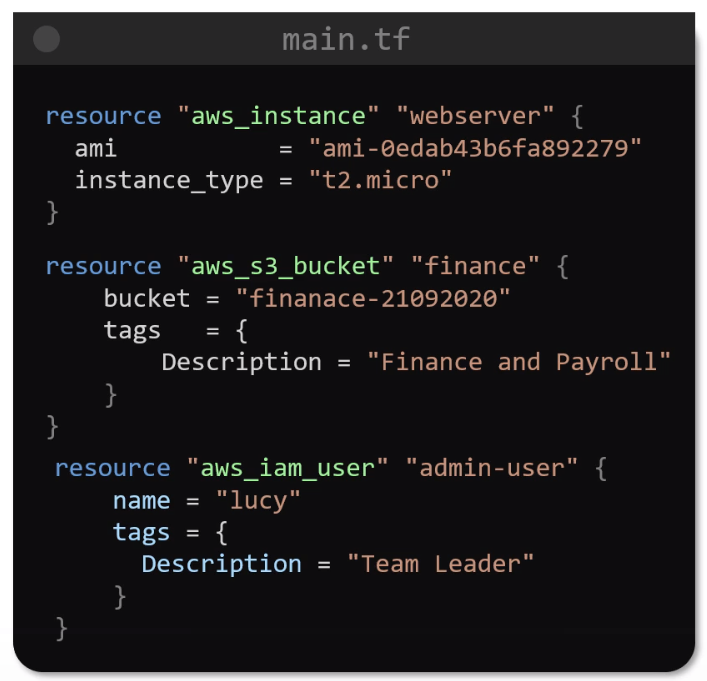 main.tf
resource "aws_instance" "webserver" {
  ami           = "ami-0edab43b6fa892279"
  instance_type = "t2.micro"
}
resource "aws_s3_bucket" "finance" {
    bucket = "finanace-21092020"
    tags   = {
        Description = "Finance and Payroll"
    }
}
resource "aws_iam_user" "admin-user" {
    name = "lucy"
    tags = {
      Description = "Team Leader"
    }
}